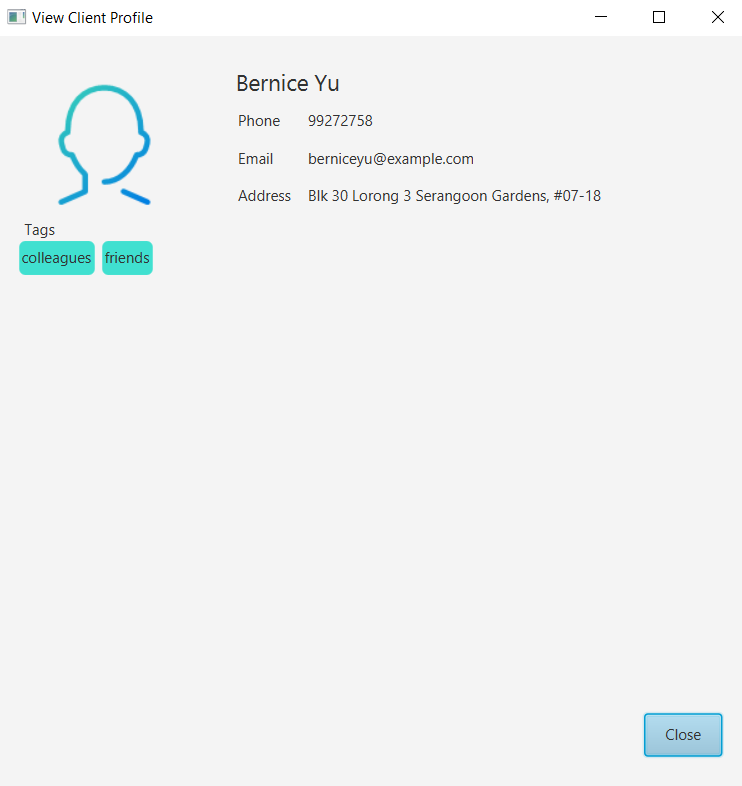 View Client Profile
Bernice Yu
Phone 99272758
Email berniceyu@example.com
Address Blk 30 Lorong 3 Serangoon Gardens, #07-18
Tags
colleagues friends
Close